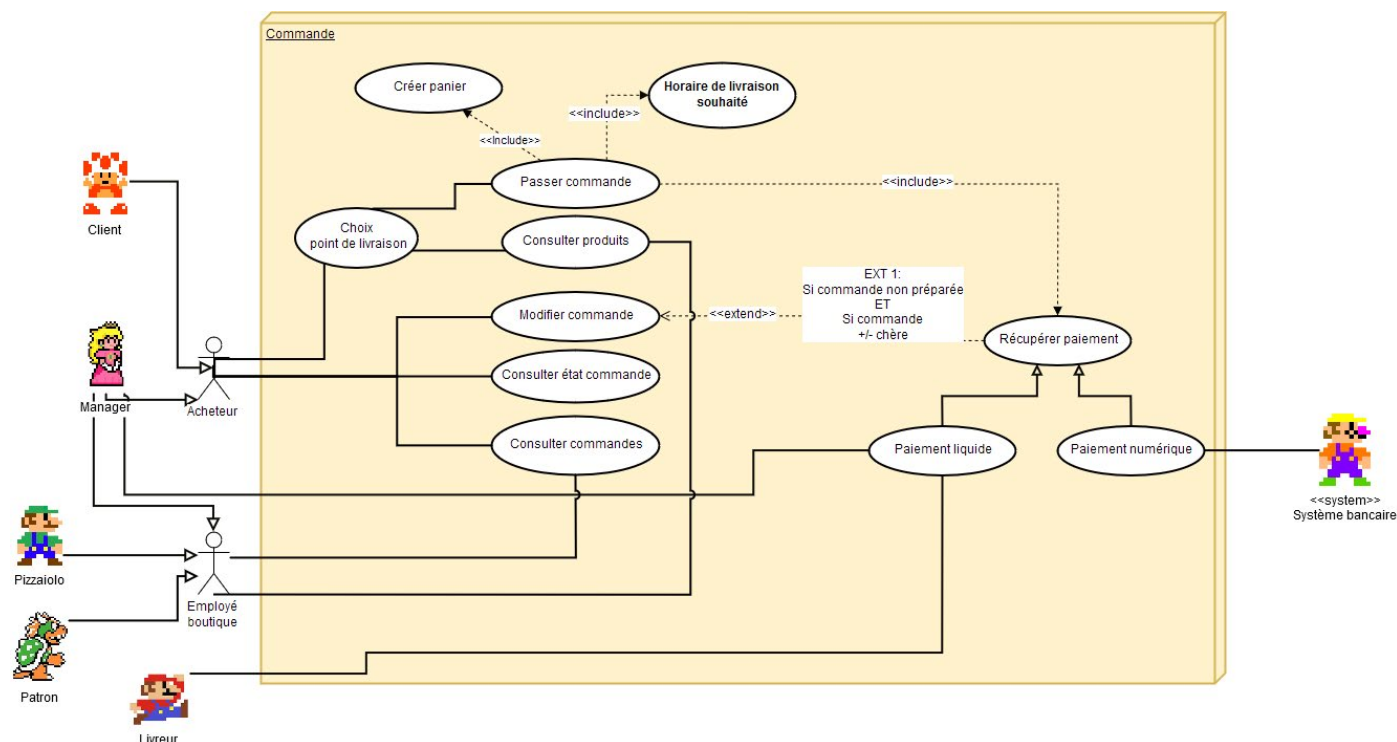 Commande
Créer panier
Horaire de livraison
souhaité
<<include>>
<<Include>>
Client
Passer commande
<<include>>
Choix
point de livraison
Consulter produits
EXT 1:
Si commande non préparée
ET
Si commande
+/- chère
<<extend>>
Modifier commande
Récupérer paiement
Consulter état commande
Manager
Acheteur
Consulter commandes
Paiement liquide
Paiement numérique
<<system>>
Système bancaire
Pizzaiolo
Employé
boutique
Patron
Livreur